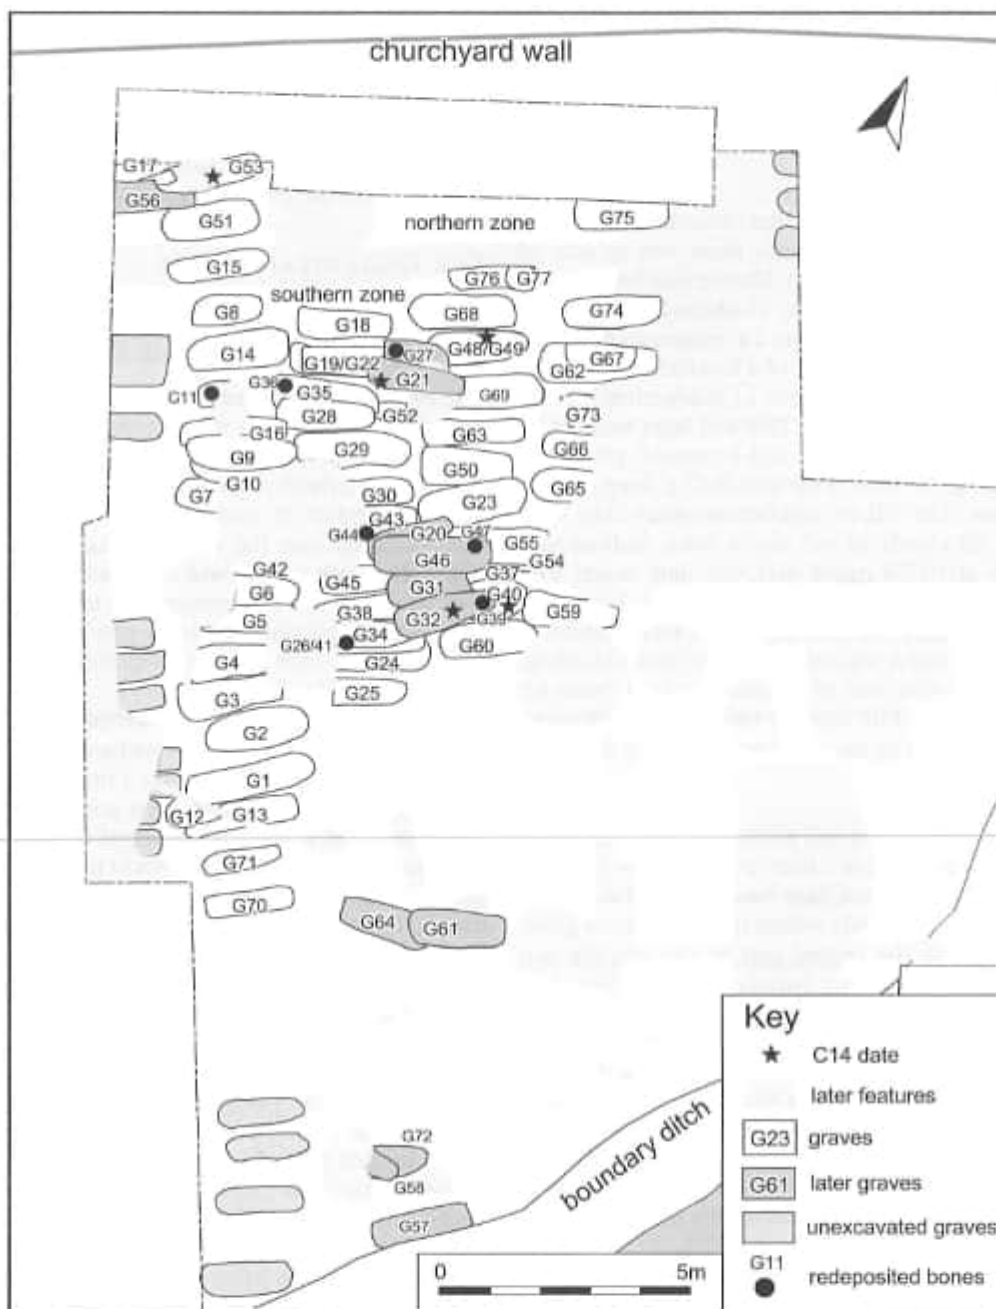 churchyard wall
G17
G53
G56
G51
northern zone
G75
G15
G76
G77
southern zone
G8
G18
G68
G74
G14
G19/G22
G27
G48/G49
G67
G62
G21
G36
G11
G35
G69
G28
G52
G73
G16
G63
G66
G9
G29
G50
G10
G65
G7
G30
G23
G43
G44
G20
G47
G55
G46
G54
G42
G45
G37
G6
G31
G40
G38
G59
G5
G32
G39
G34
G26/41
G60
G4
G24
G3
G25
G2
G1
G12
G13
G71
G70
G64
G61
boundary ditch
G72
G58
G57
0
5m
Key
C14 date
later features
G23
graves
G61
later graves
unexcavated graves
G11
redeposited bones